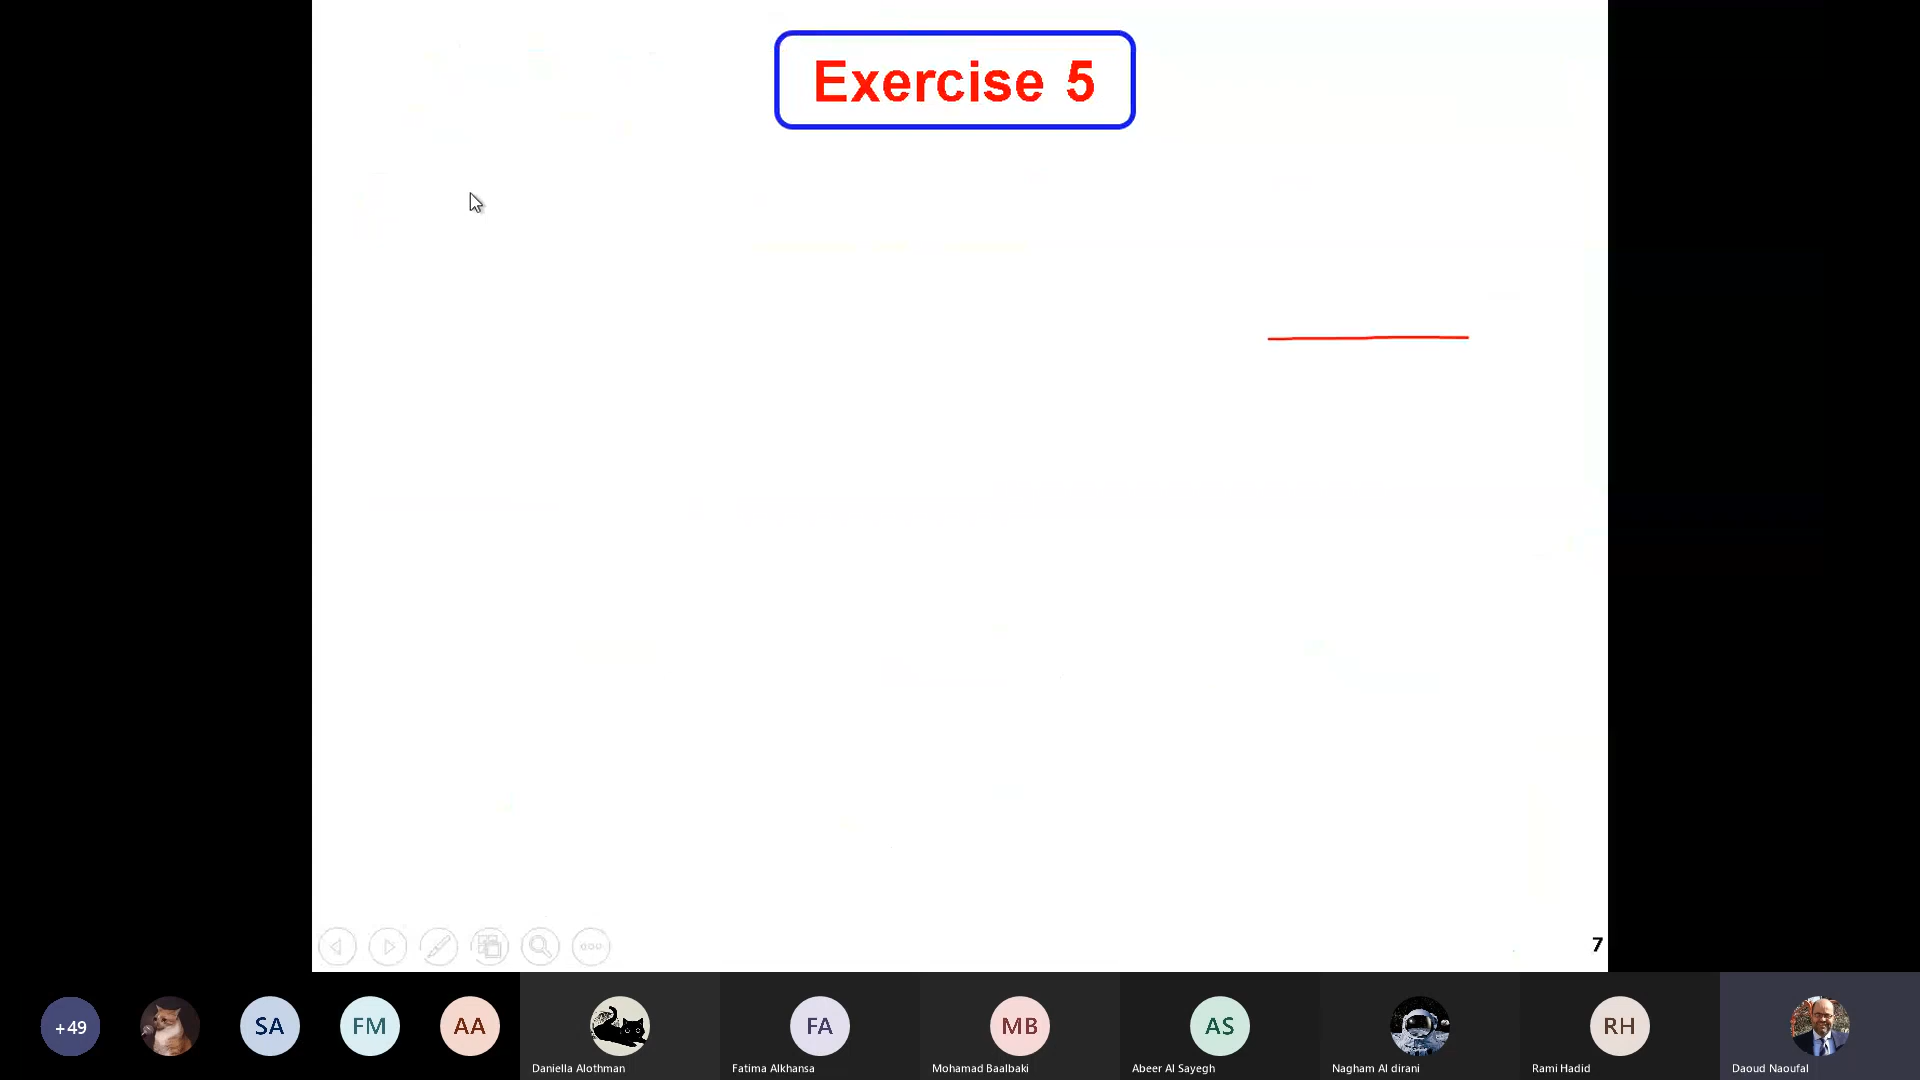 Exercise 5
7
+49
SA
FM
AA
FA
MB
AS
RH
Daniella Alothman
Fatima Alkhansa
Mohamad Baalbaki
Abeer Al Sayegh
Nagham Al dirani
Rami Hadid
Daoud Naoufal